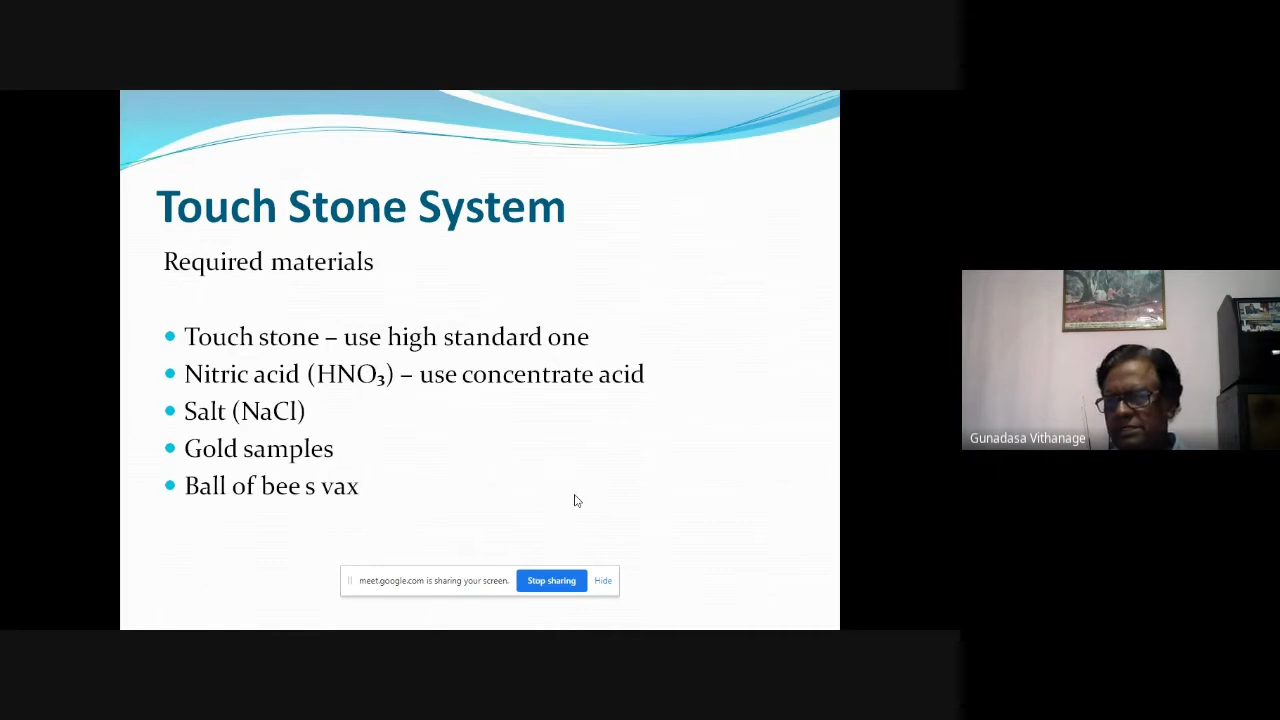 Touch Stone System
Required materials
Touch stone – use high standard one
Nitric acid (HNO₃) – use concentrate acid
Salt (NaCl)
Gold samples
Ball of bee s vax
meet.google.com is sharing your screen.
Stop sharing
Hide
Gunadasa Vithanage